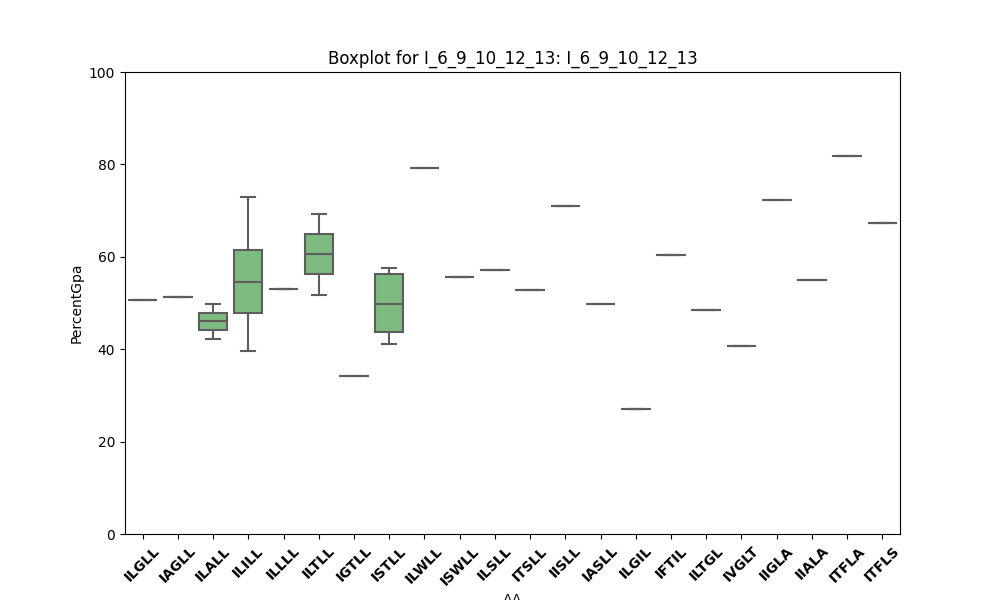 Boxplot for I_6_9_10_12_13: I_6_9_10_12_13
100
80
60
40
20
0
PercentGpa
ILGLL
IAGLL
ILALL
ILILL
ILLLL
ILTLL
IGTLL
ISTLL
ILWLL
ISWLL
ILSLL
ITSLL
IISLL
IASLL
ILGIL
IFTIL
ILTGL
IVGLT
IIGLA
IIALA
ITFLA
ITFLS
AA